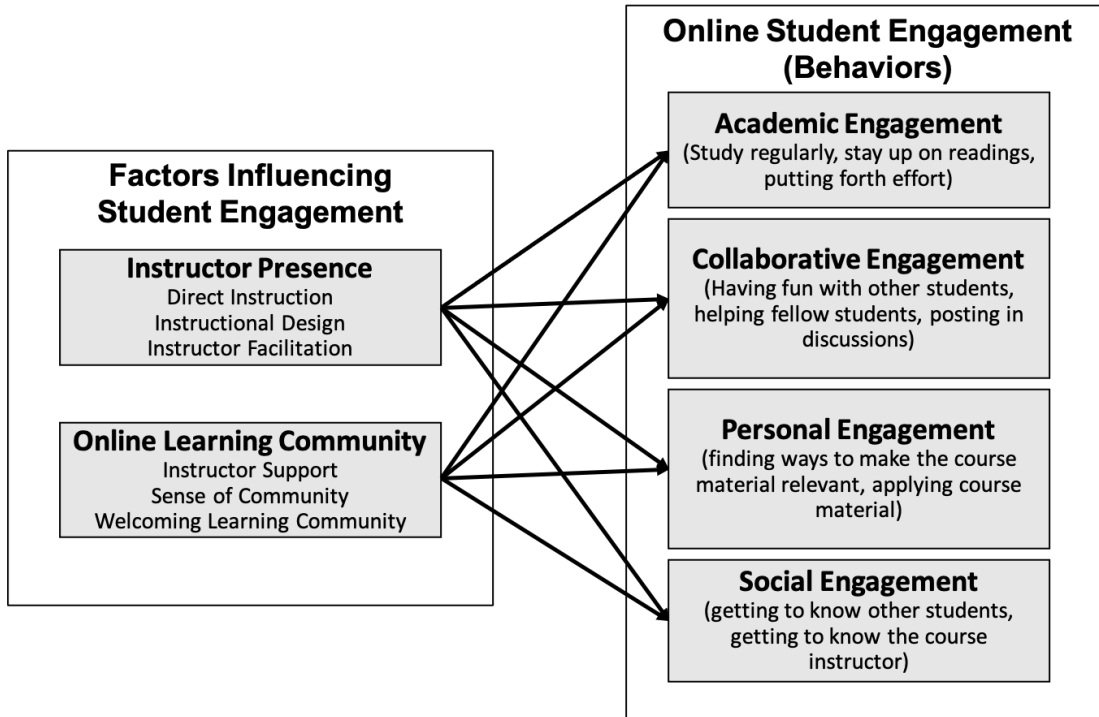 Factors Influencing
Student Engagement
Instructor Presence
Direct Instruction
Instructional Design
Instructor Facilitation
Online Learning Community
Instructor Support
Sense of Community
Welcoming Learning Community
Online Student Engagement
(Behaviors)
Academic Engagement
(Study regularly, stay up on readings,
putting forth effort)
Collaborative Engagement
(Having fun with other students,
helping fellow students, posting in
discussions)
Personal Engagement
(finding ways to make the course
material relevant, applying course
material)
Social Engagement
(getting to know other students,
getting to know the course
instructor)